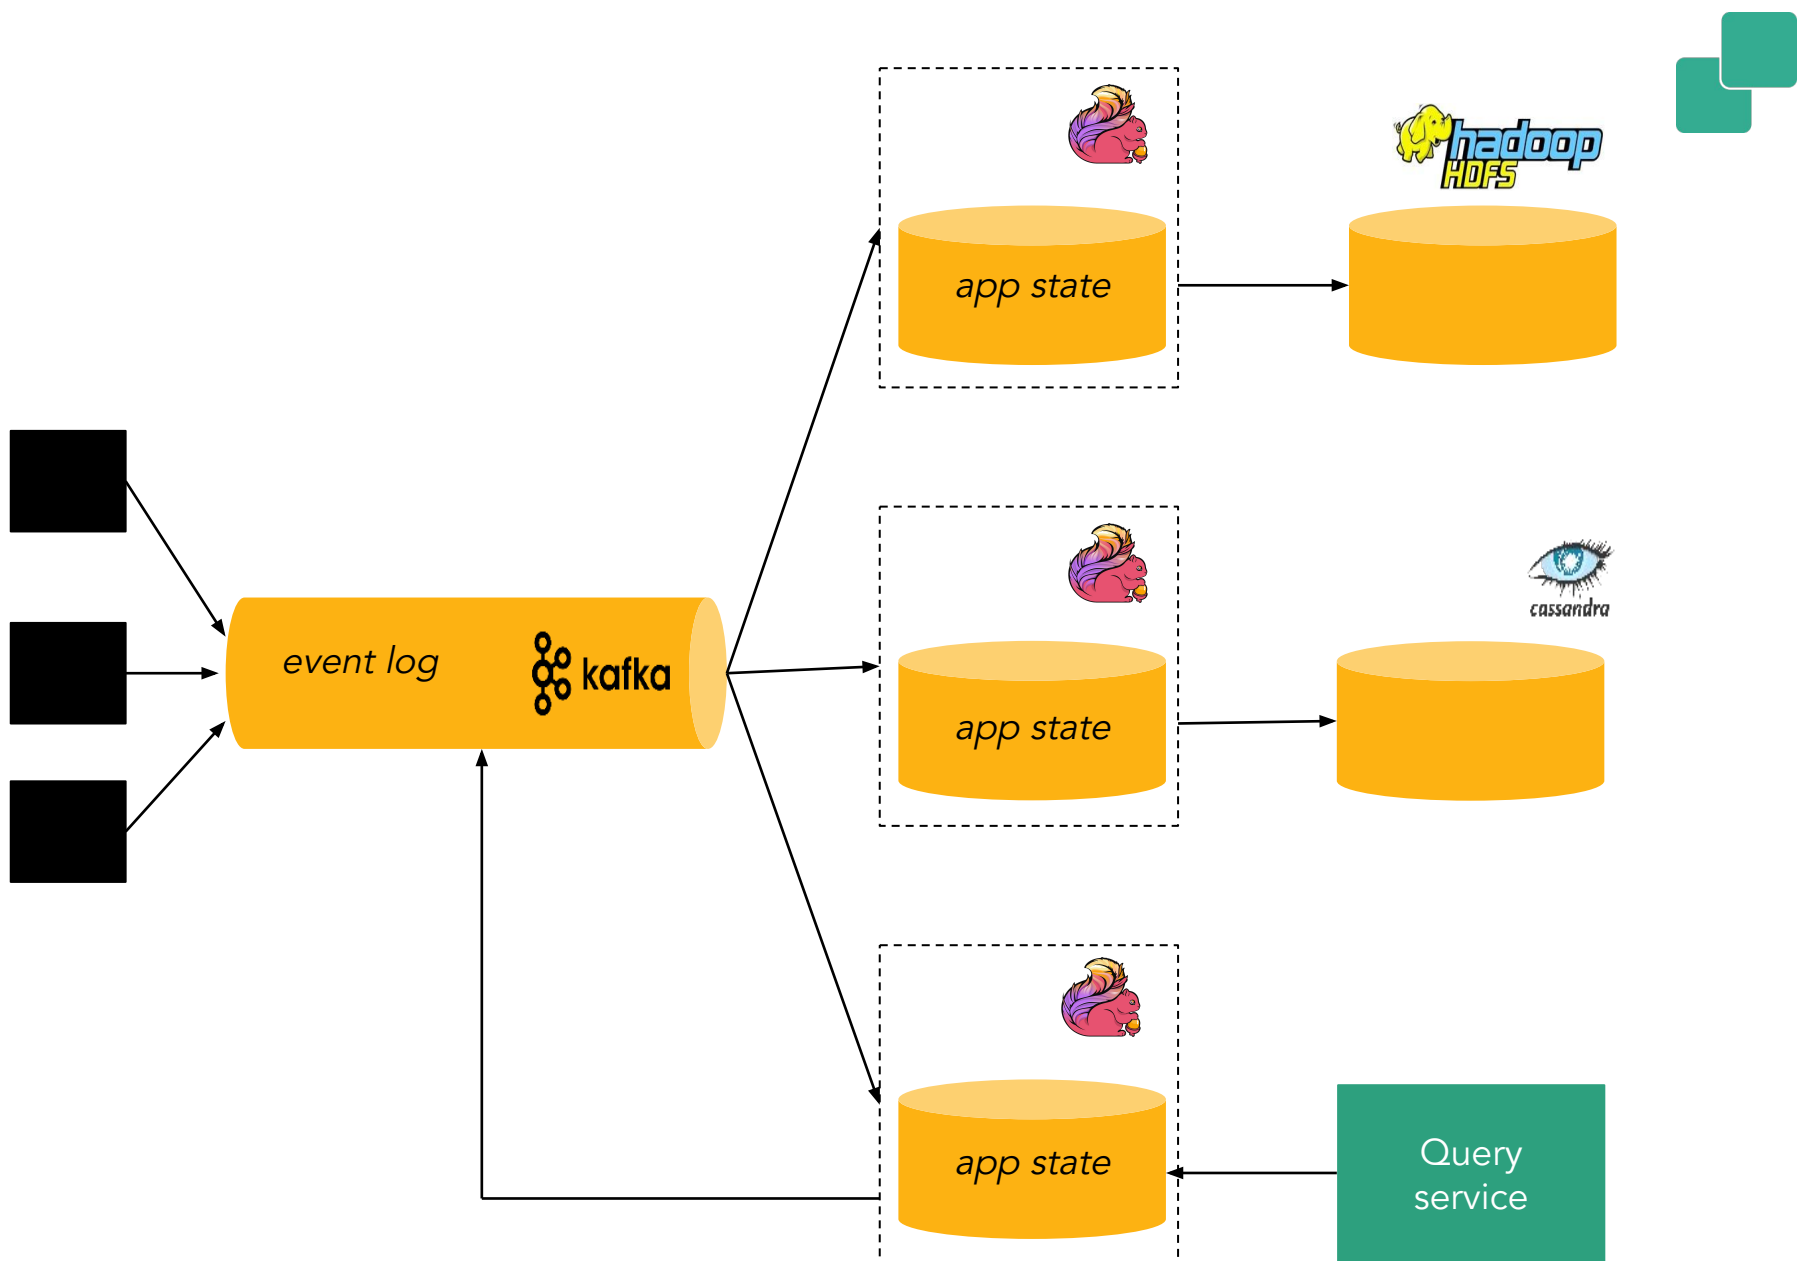 hadoop
HDFS
app state
cassandra
event log
kafka
app state
app state
Query
service